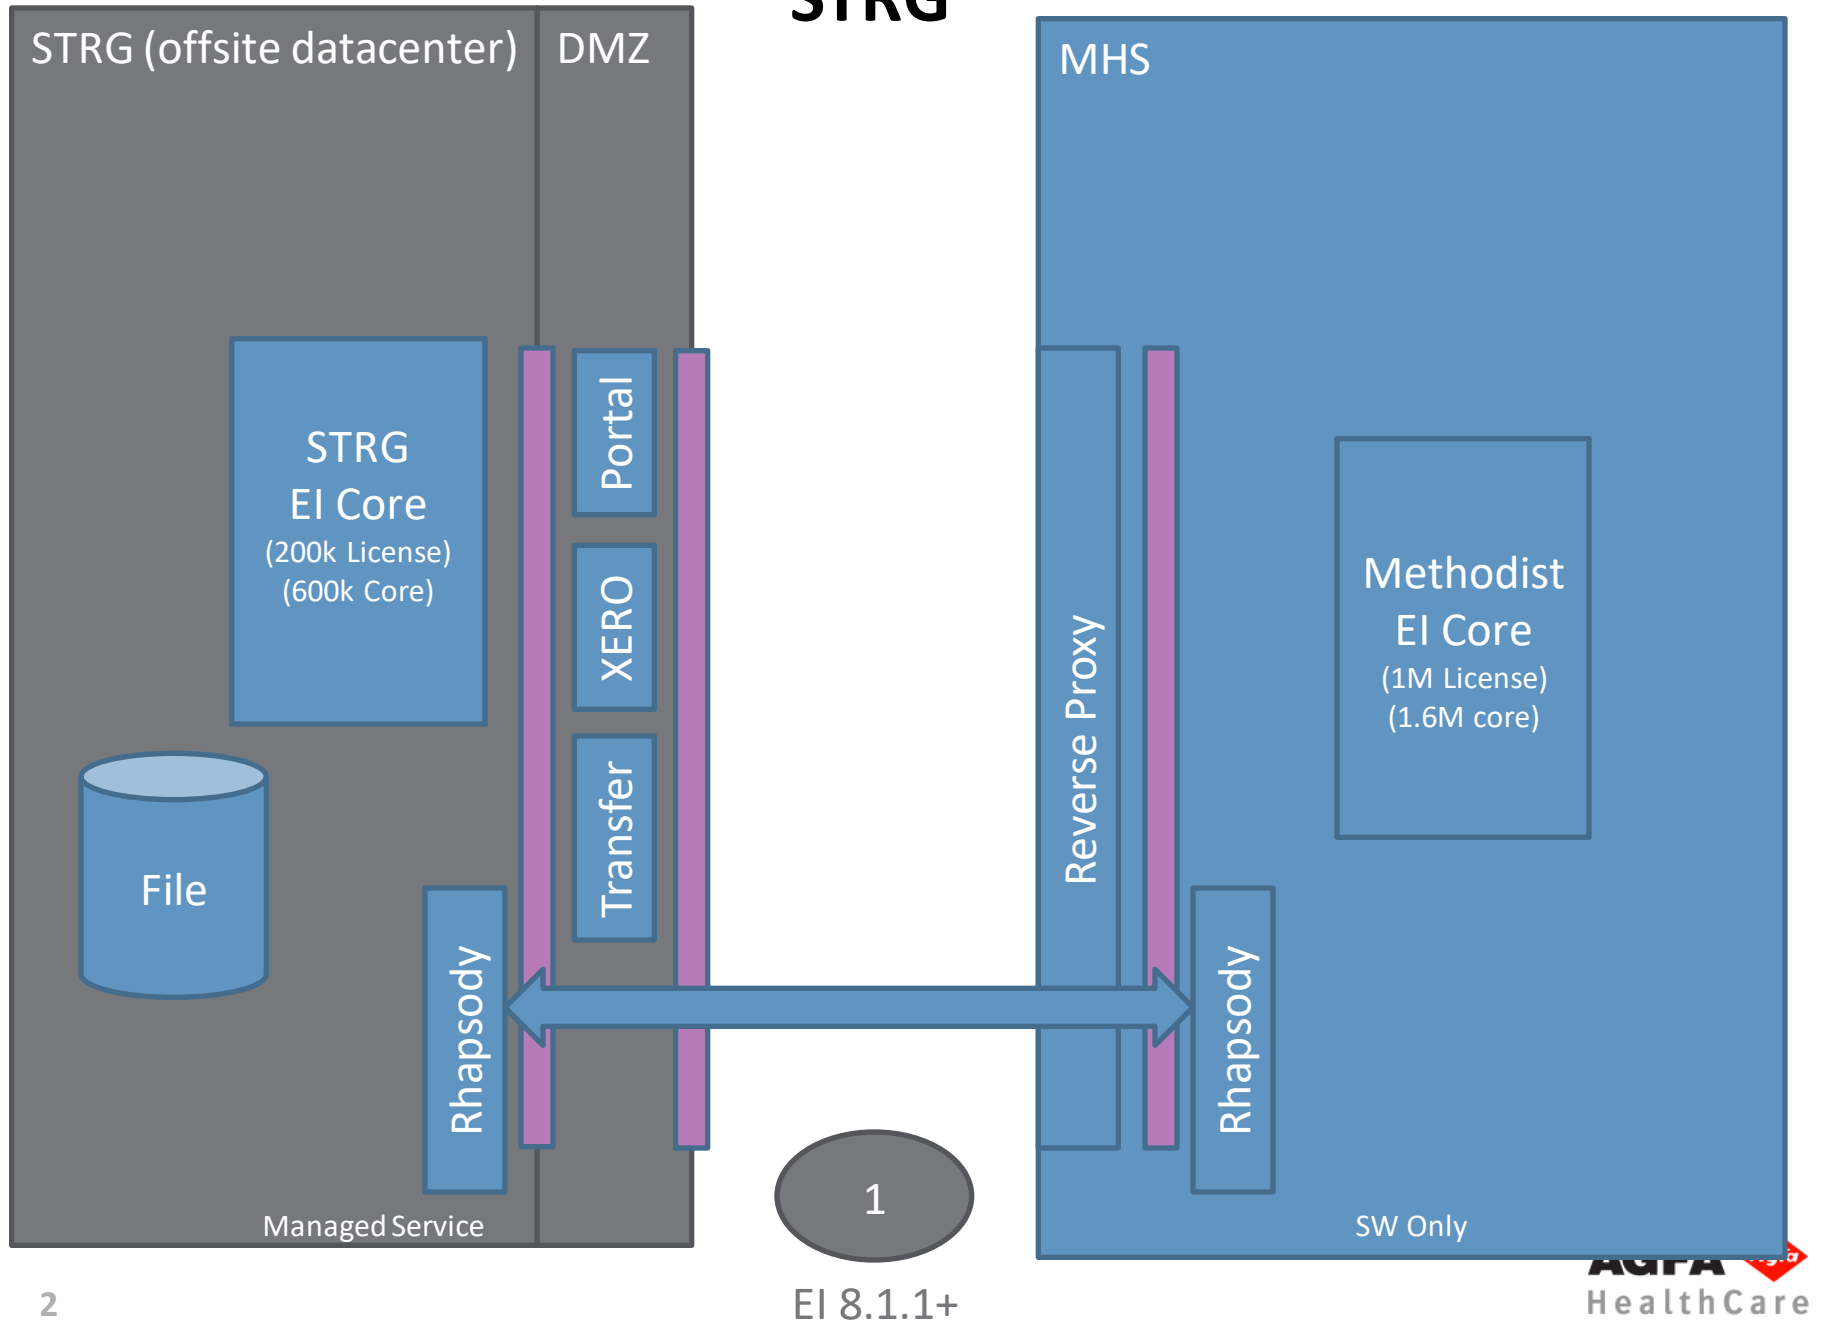 STRG
STRG (offsite datacenter)
DMZ
MHS
STRG
EI Core
(200k License)
(600k Core)
Portal
XERO
Transfer
File
Rhapsody
Reverse Proxy
Methodist
EI Core
(1M License)
(1.6M core)
Rhapsody
Managed Service
1
SW Only
EI 8.1.1+
2
AGFA
HealthCare